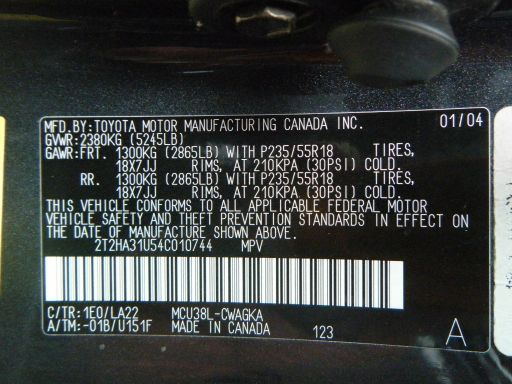 MFD.BY:TOYOTA MOTOR MANUFACTURING CANADA INC. 01/04
GVWR:2380KG (5245LB)
GAWR:FRT. 1300KG (2865LB) WITH P235/55R18 TIRES,
18X7JJ RIMS, AT 210KPA (30PSI) COLD.
RR. 1300KG (2865LB) WITH P235/55R18 TIRES,
18X7JJ RIMS, AT 210KPA (30PSI) COLD.
THIS VEHICLE CONFORMS TO ALL APPLICABLE FEDERAL MOTOR
VEHICLE SAFETY AND THEFT PREVENTION STANDARDS IN EFFECT ON
THE DATE OF MANUFACTURE SHOWN ABOVE.
2T2HA31U54C010744 MPV
C/TR:1E0/LA22 MCU38L-CWAGKA
A/TM:-01B/U151F MADE IN CANADA 123 A